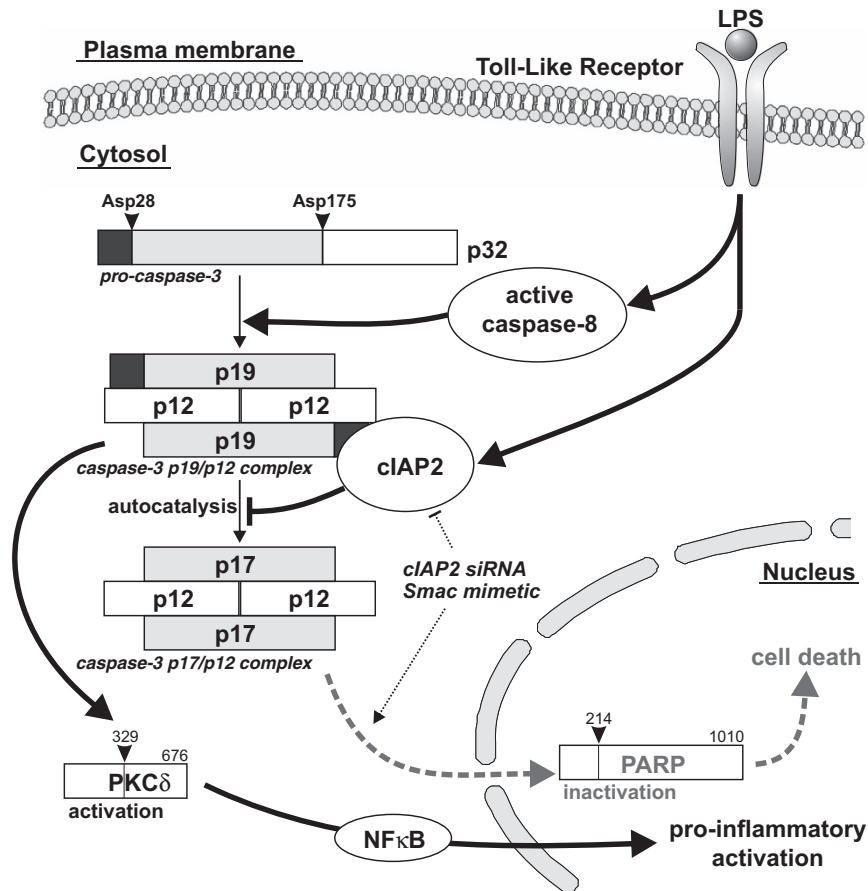 LPS
Plasma membrane
Toll-Like Receptor
Cytosol
Asp28
Asp175
p32
pro-caspase-3
active
caspase-8
p19
p12 p12
p19
cIAP2
caspase-3 p19/p12 complex
autocatalysis
p17
p12 p12
p17
caspase-3 p17/p12 complex
cIAP2 siRNA
Smac mimetic
Nucleus
cell death
329
676
PKCδ
activation
214
1010
PARP
inactivation
NFκB
pro-inflammatory
activation